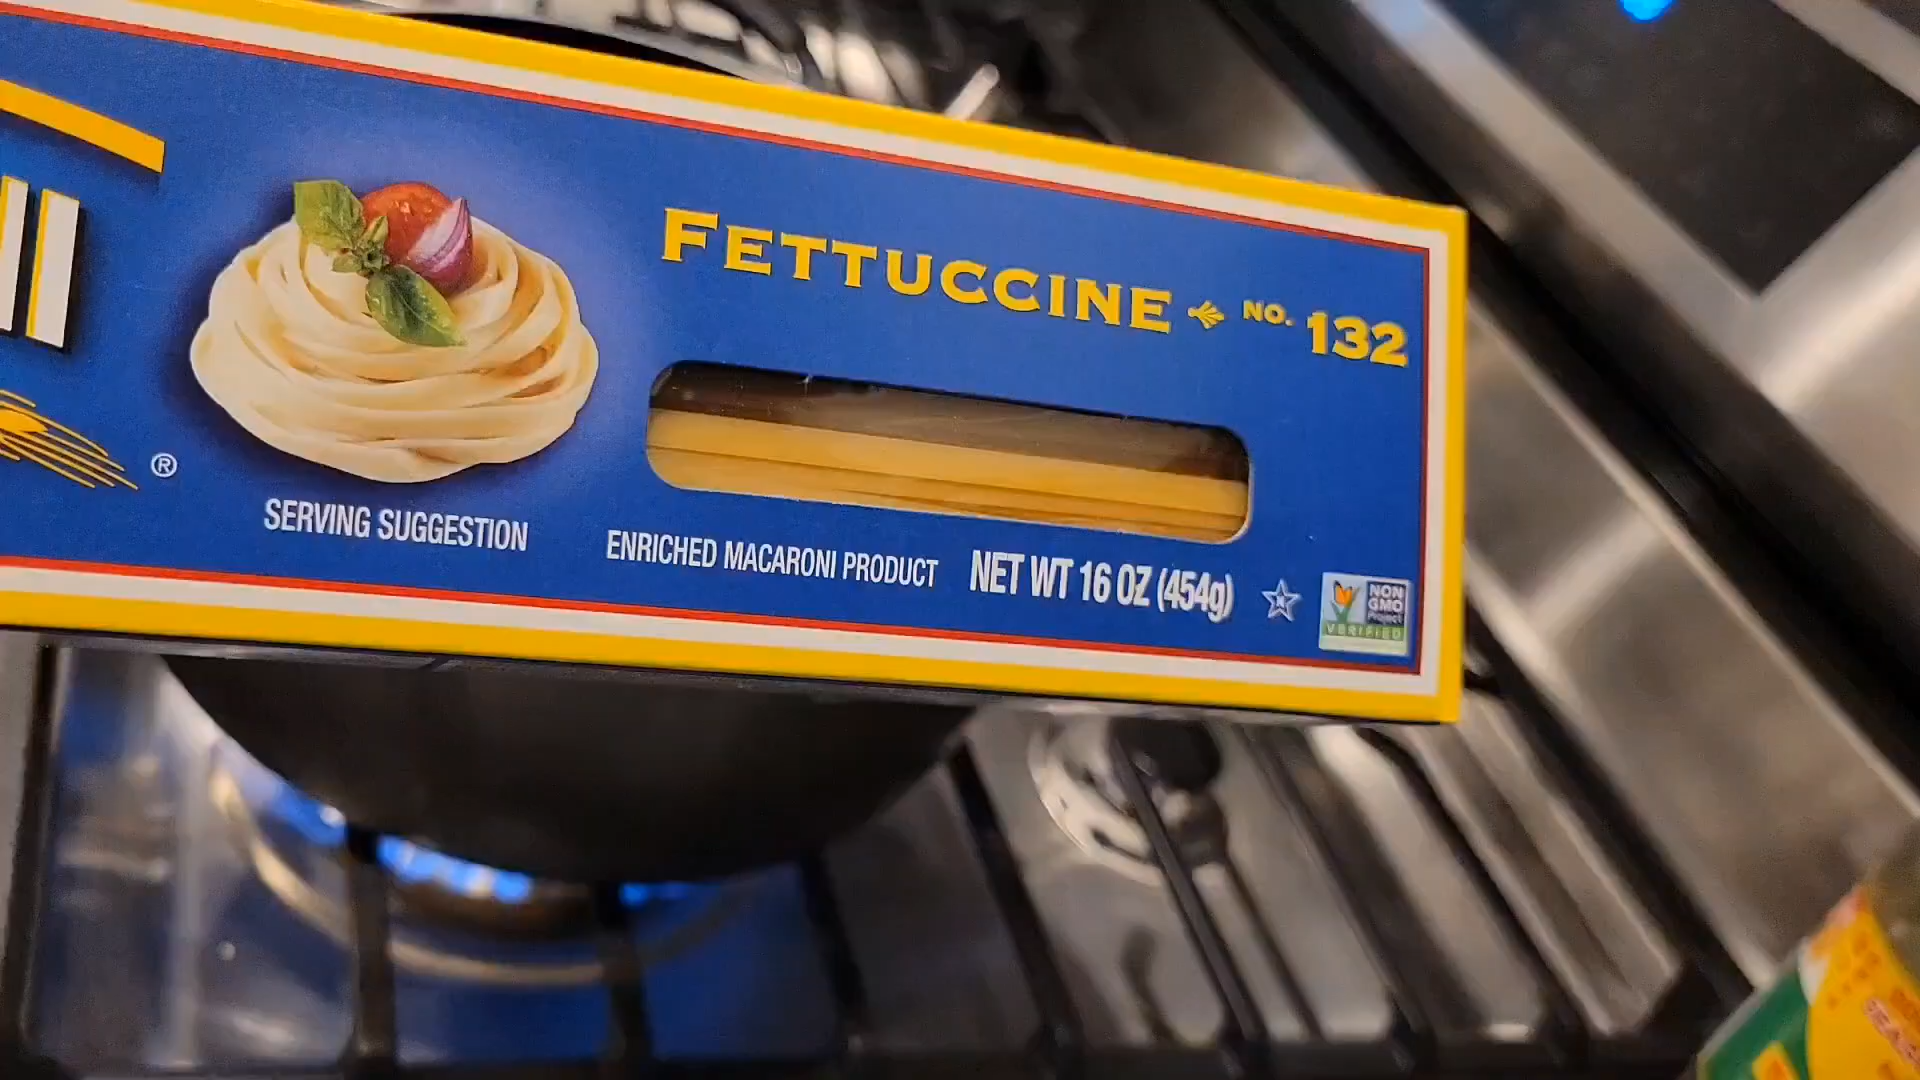 FETTUCCINE NO. 132
®
SERVING SUGGESTION
ENRICHED MACARONI PRODUCT NET WT 16 OZ (454g)
K
NON
GMO
Project
VERIFIED